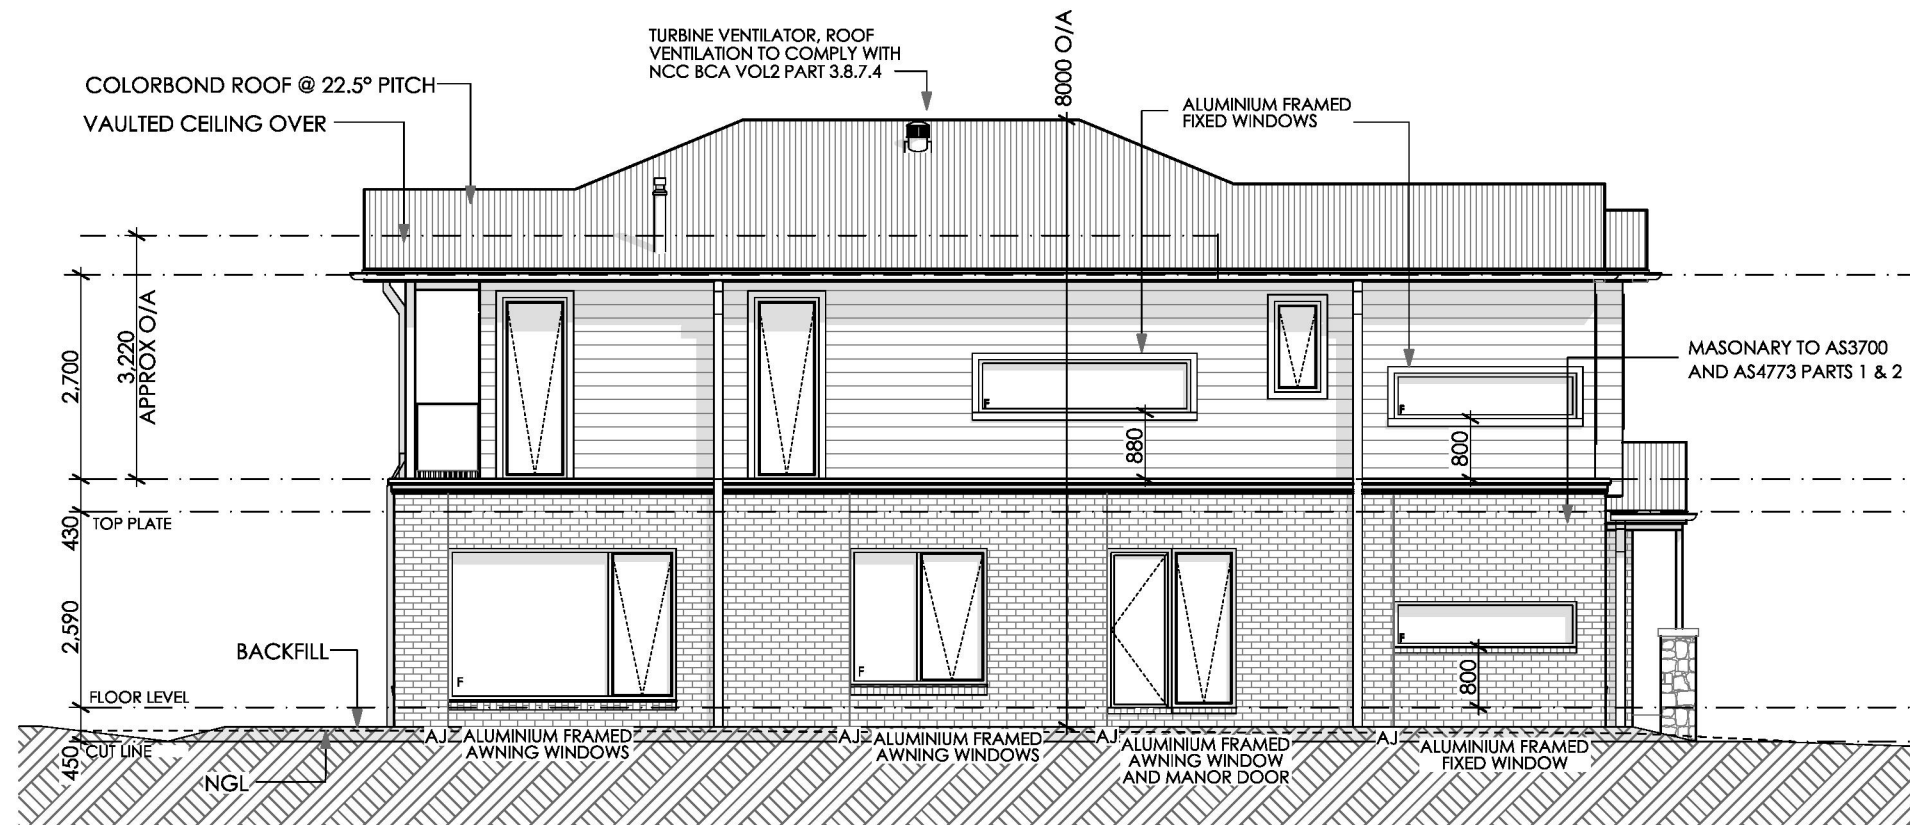 TURBINE VENTILATOR, ROOF
VENTILATION TO COMPLY WITH
NCC BCA VOL2 PART 3.8.7.4
8000 O/A
COLORBOND ROOF @ 22.5° PITCH
VAULTED CEILING OVER
ALUMINIUM FRAMED
FIXED WINDOWS
2,700
3,220
APPROX O/A
MASONARY TO AS3700
AND AS4773 PARTS 1 & 2
F
F
880
800
430
TOP PLATE
2,590
BACKFILL
F
F
F
800
FLOOR LEVEL
450
CUT LINE
NGL
AJ
ALUMINIUM FRAMED
AWNING WINDOWS
AJ
ALUMINIUM FRAMED
AWNING WINDOWS
AJ
ALUMINIUM FRAMED
AWNING WINDOW
AND MANOR DOOR
AJ
ALUMINIUM FRAMED
FIXED WINDOW